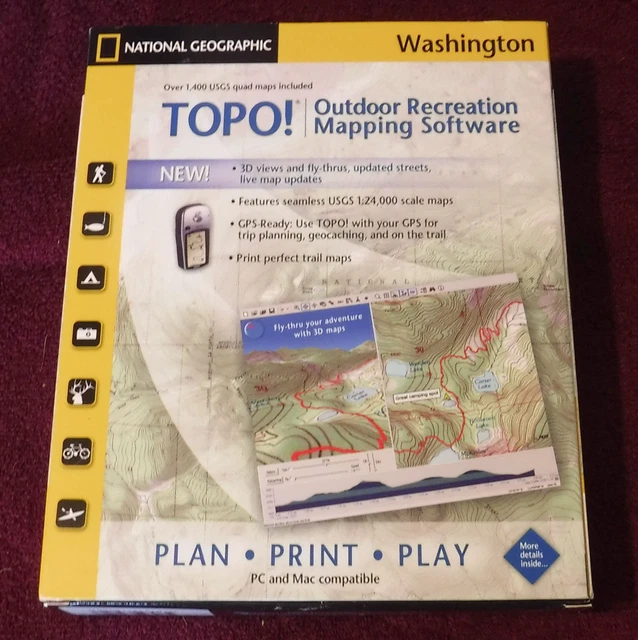 NATIONAL GEOGRAPHIC
Washington
Over 1,400 USGS quad maps included
TOPO!® Outdoor Recreation
Mapping Software
NEW!
• 3D views and fly-thrus, updated streets,
live map updates
• Features seamless USGS 1:24,000 scale maps
• GPS-Ready: Use TOPO! with your GPS for
trip planning, geocaching, and on the trail
• Print perfect trail maps
NATIONAL
Fly-thru your adventure
with 3D maps
Great camping spot
Lake
PLAN • PRINT • PLAY
PC and Mac compatible
More
details
inside...